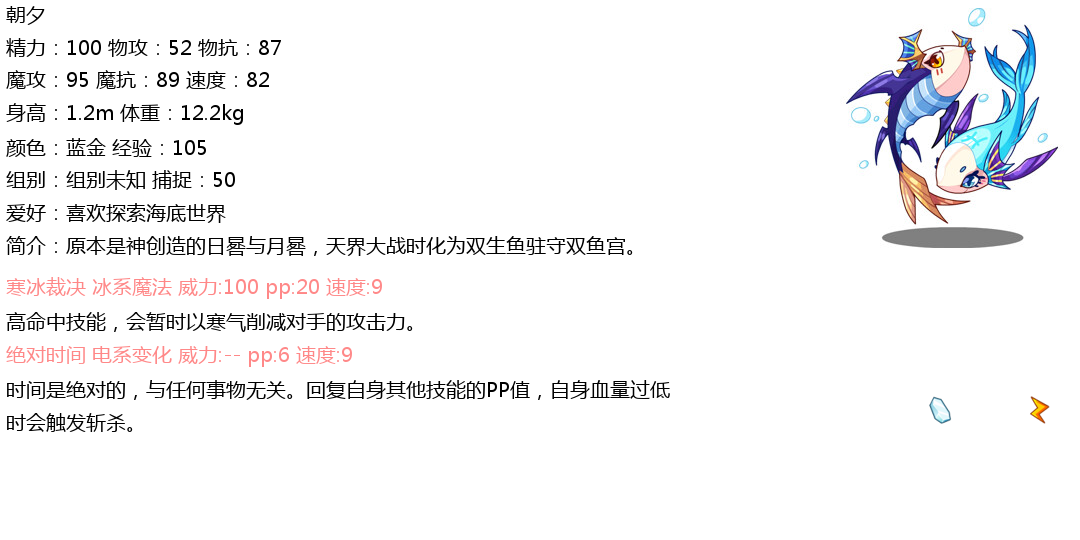 朝夕
精力：100 物攻：52 物抗：87
魔攻：95 魔抗：89 速度：82
身高：1.2m 体重：12.2kg
颜色：蓝金 经验：105
组别：组别未知 捕捉：50
爱好：喜欢探索海底世界
简介：原本是神创造的日晷与月晷，天界大战时化为双生鱼驻守双鱼宫。
寒冰裁决 冰系魔法 威力:100 pp:20 速度:9
高命中技能，会暂时以寒气削减对手的攻击力。
绝对时间 电系变化 威力:-- pp:6 速度:9
时间是绝对的，与任何事物无关。回复自身其他技能的PP值，自身血量过低
时会触发斩杀。